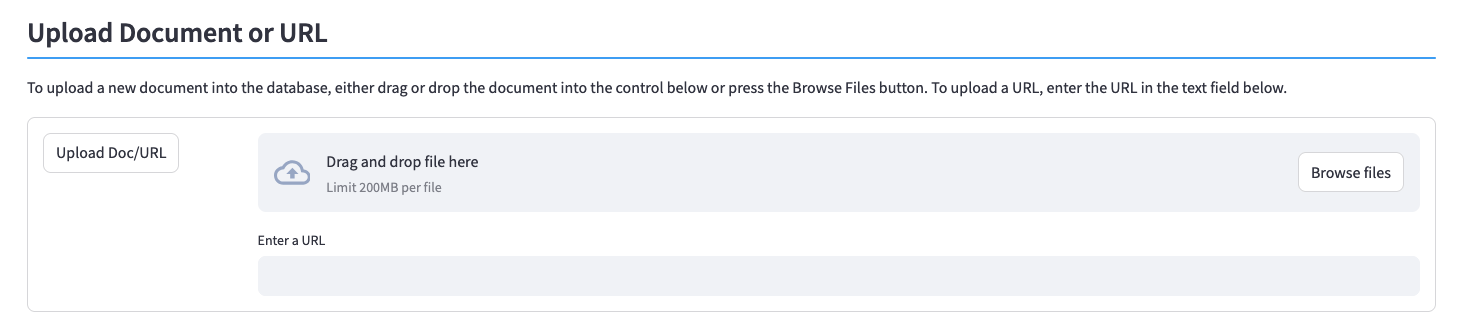 Upload Document or URL
To upload a new document into the database, either drag or drop the document into the control below or press the Browse Files button. To upload a URL, enter the URL in the text field below.
Upload Doc/URL
Drag and drop file here
Limit 200MB per file
Browse files
Enter a URL